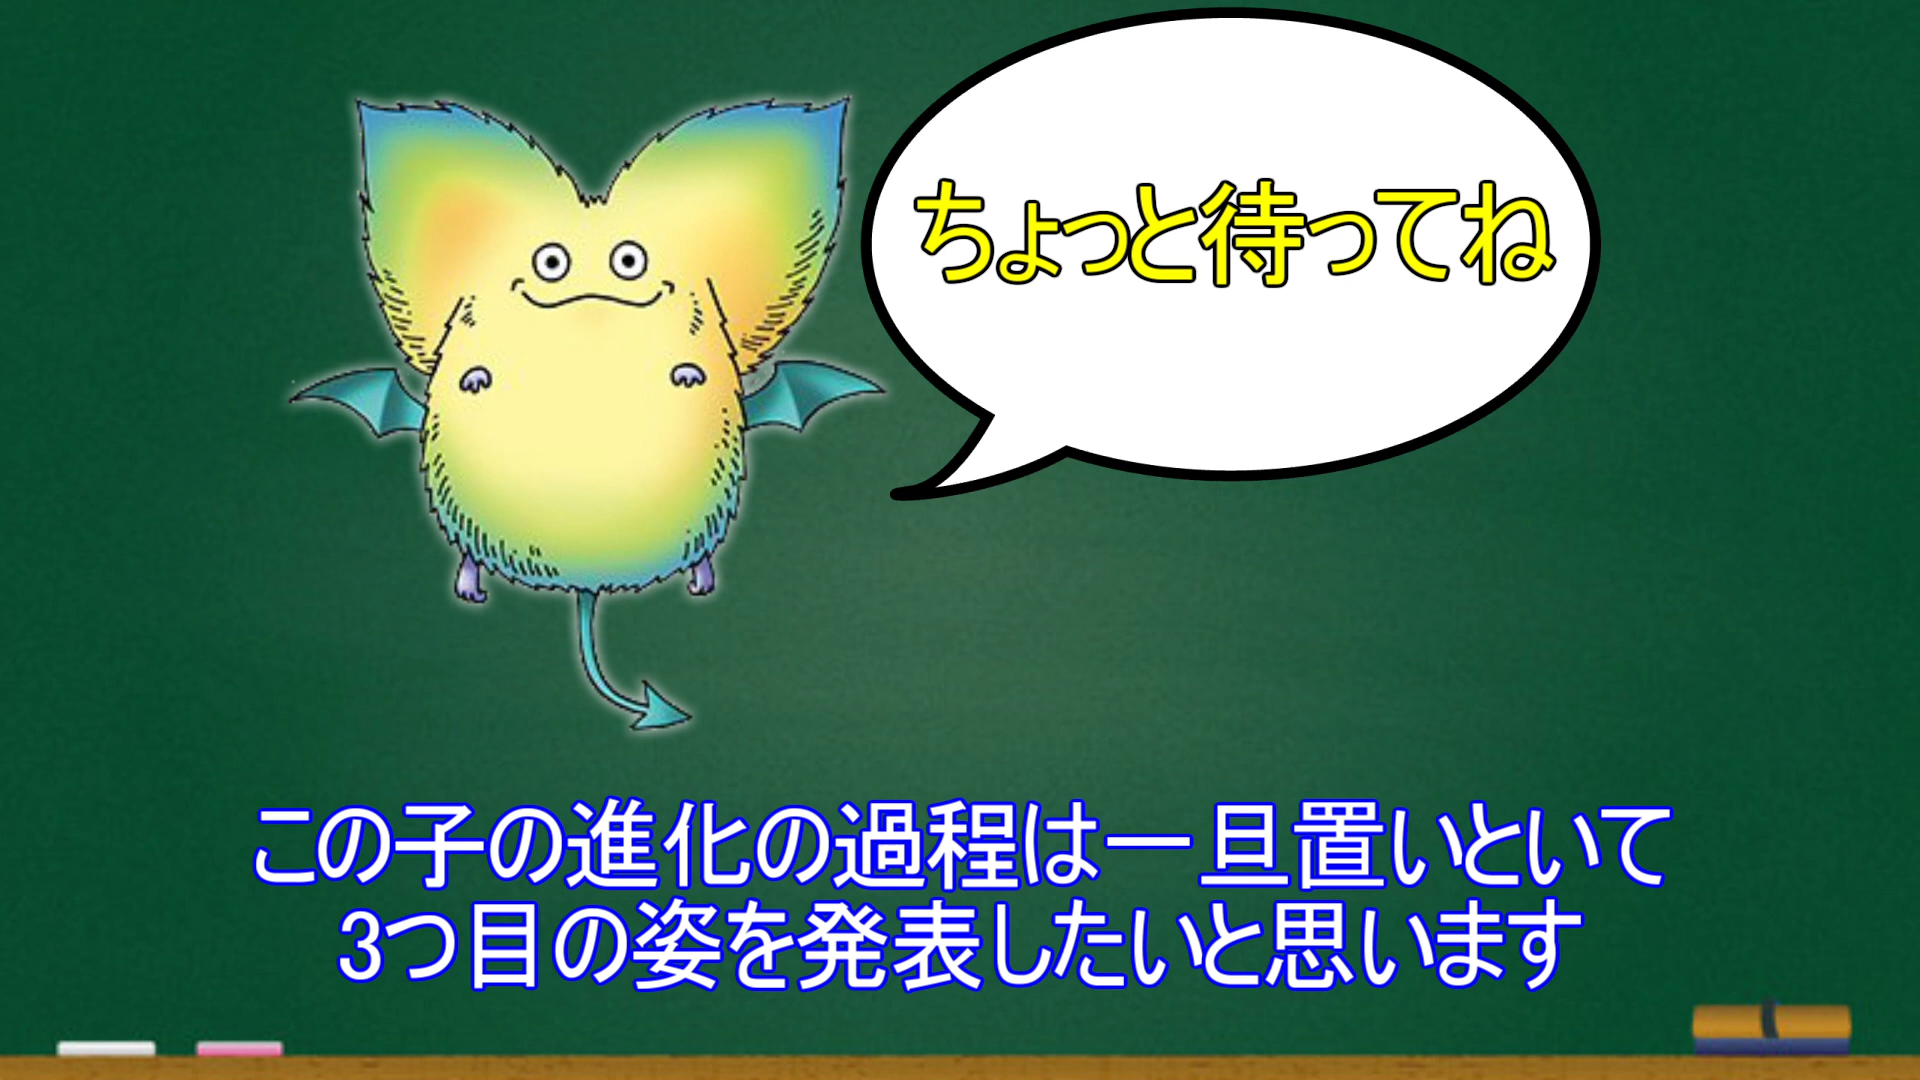 ちょっと待ってね
この子の進化の過程は一旦置いといて
3つ目の姿を発表したいと思います